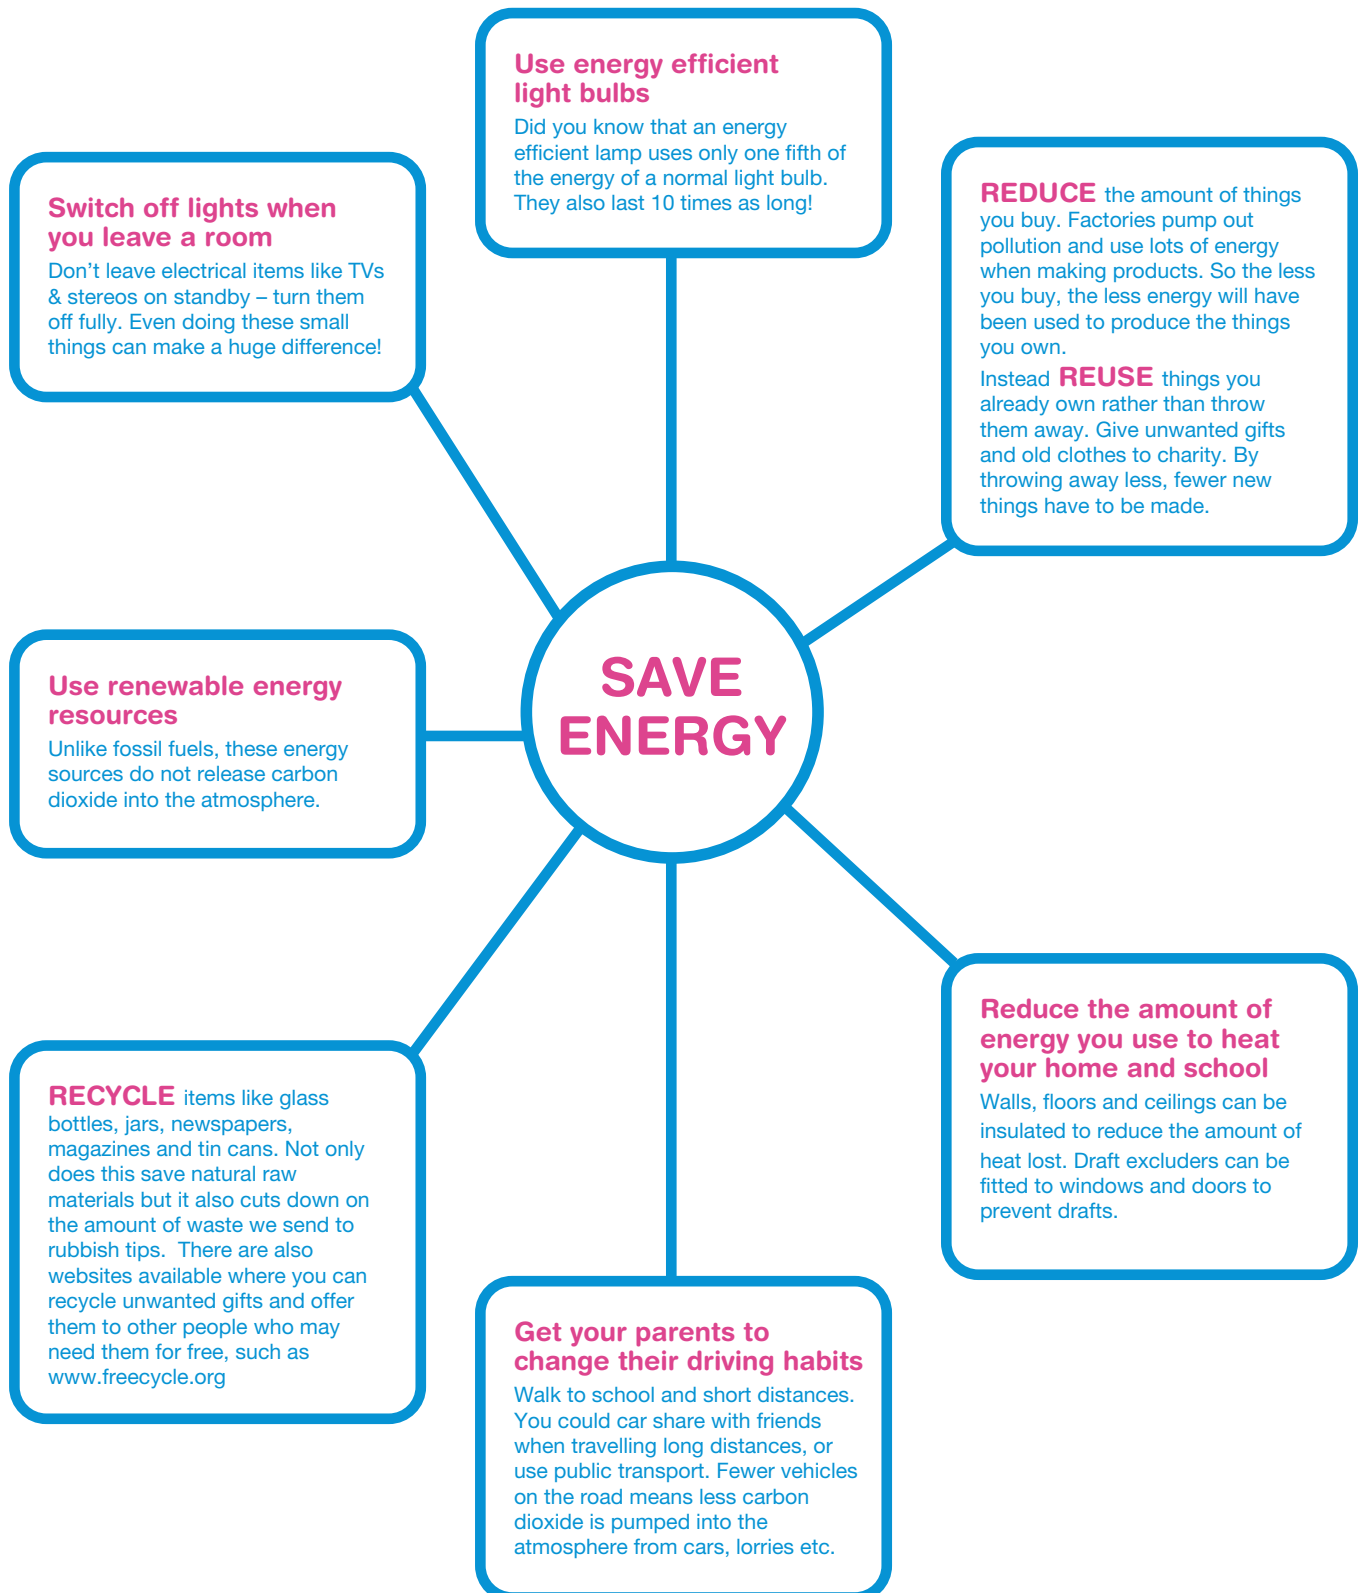 Use energy efficient
light bulbs
Did you know that an energy
efficient lamp uses only one fifth of
the energy of a normal light bulb.
They also last 10 times as long!
Switch off lights when
you leave a room
Don’t leave electrical items like TVs
& stereos on standby – turn them
off fully. Even doing these small
things can make a huge difference!
REDUCE the amount of things
you buy. Factories pump out
pollution and use lots of energy
when making products. So the less
you buy, the less energy will have
been used to produce the things
you own.
Instead REUSE things you
already own rather than throw
them away. Give unwanted gifts
and old clothes to charity. By
throwing away less, fewer new
things have to be made.
SAVE
ENERGY
Use renewable energy
resources
Unlike fossil fuels, these energy
sources do not release carbon
dioxide into the atmosphere.
Reduce the amount of
energy you use to heat
your home and school
Walls, floors and ceilings can be
insulated to reduce the amount of
heat lost. Draft excluders can be
fitted to windows and doors to
prevent drafts.
RECYCLE items like glass
bottles, jars, newspapers,
magazines and tin cans. Not only
does this save natural raw
materials but it also cuts down on
the amount of waste we send to
rubbish tips.  There are also
websites available where you can
recycle unwanted gifts and offer
them to other people who may
need them for free, such as
www.freecycle.org
Get your parents to
change their driving habits
Walk to school and short distances.
You could car share with friends
when travelling long distances, or
use public transport. Fewer vehicles
on the road means less carbon
dioxide is pumped into the
atmosphere from cars, lorries etc.